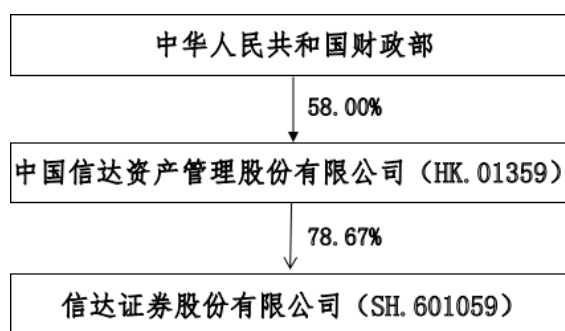 中华人民共和国财政部
58.00%
中国信达资产管理股份有限公司（HK.01359）
78.67%
信达证券股份有限公司（SH.601059）